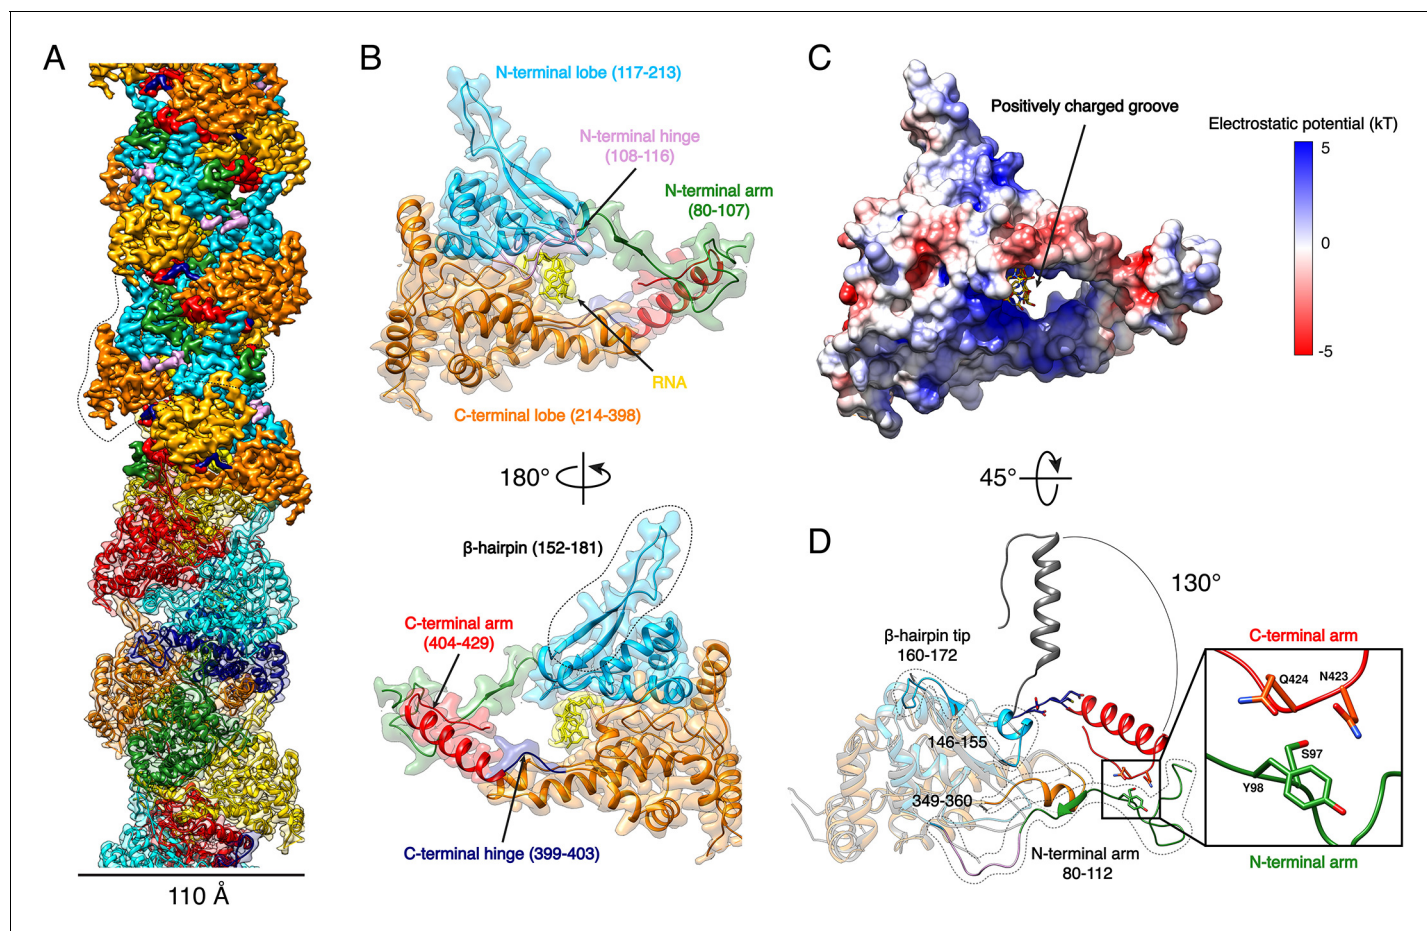 A
110 Å
B
N-terminal lobe (117-213)
N-terminal hinge
(108-116)
N-terminal arm
(80-107)
RNA
C-terminal lobe (214-398)
180°
β-hairpin (152-181)
C-terminal arm
(404-429)
C-terminal hinge (399-403)
C
Positively charged groove
Electrostatic potential (kT)
5
0
-5
45°
D
130°
β-hairpin tip
160-172
146-155
349-360
N-terminal arm
80-112
C-terminal arm
Q424
N423
S97
Y98
N-terminal arm